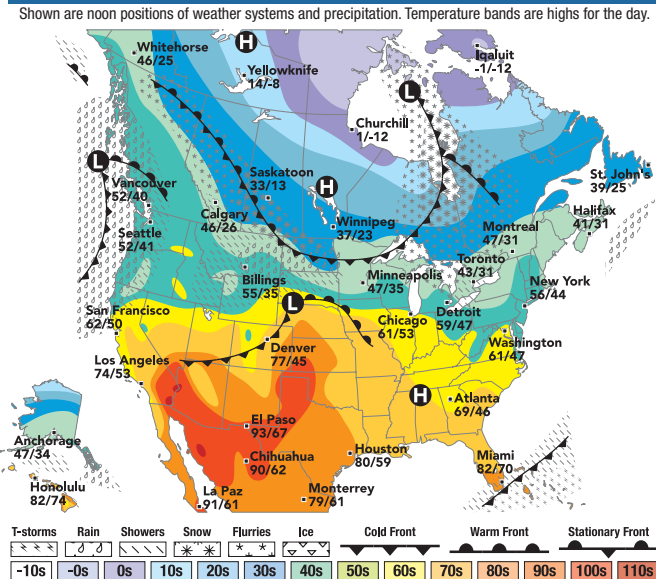 Shown are noon positions of weather systems and precipitation. Temperature bands are highs for the day.
Whitehorse
46/25
H
Yellowknife
14/-8
Iqaluit
-1/-12
L
Churchill
1/-12
L
Vancouver
52/40
Saskatoon
33/13
H
St. John's
39/25
Calgary
46/26
Winnipeg
37/23
Halifax
41/31
Seattle
52/41
Montreal
47/31
Toronto
43/31
Billings
55/35
Minneapolis
47/35
New York
56/44
San Francisco
62/50
L
Chicago
61/53
Detroit
59/47
Washington
61/47
Denver
77/45
Los Angeles
74/53
H
Atlanta
69/46
El Paso
93/67
Anchorage
47/34
Chihuahua
90/62
Houston
80/59
Miami
82/70
Honolulu
82/74
La Paz
91/61
Monterrey
79/61
T-storms Rain Showers Snow Flurries Ice Cold Front Warm Front Stationary Front
-10s -0s 0s 10s 20s 30s 40s 50s 60s 70s 80s 90s 100s 110s